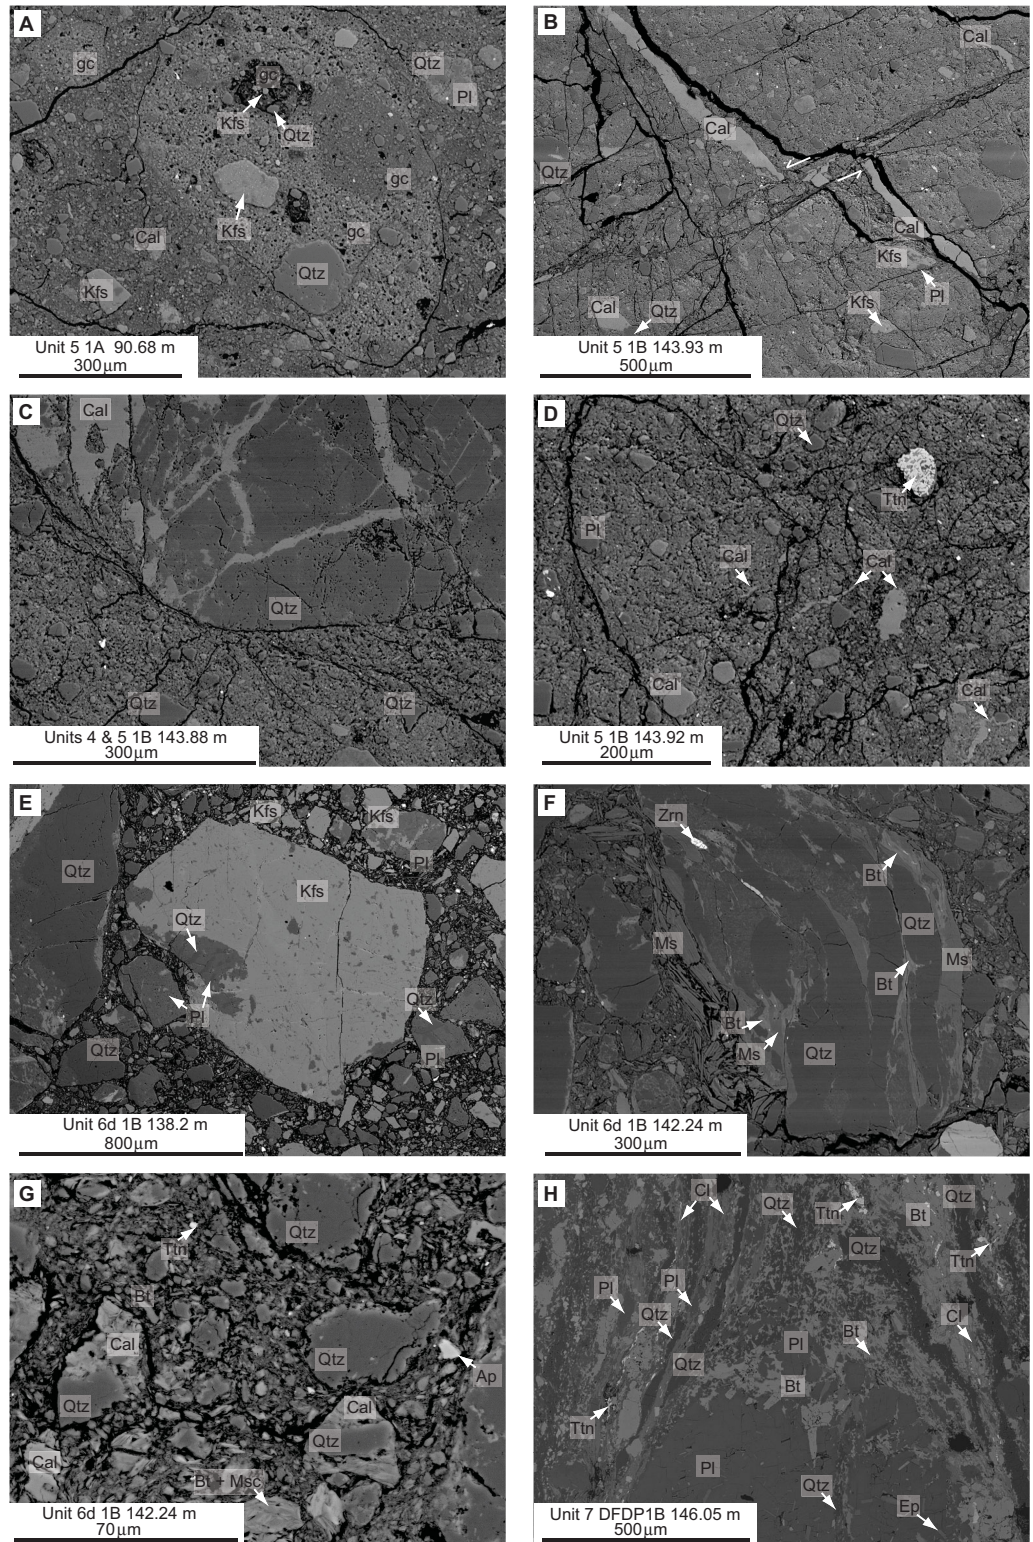 A
gc
gc
Qtz
Pl
Kfs
Qtz
gc
Kfs
gc
Cal
Qtz
Kfs
Unit 5 1A 90.68 m
300μm
B
Cal
Cal
Qtz
Cal
Kfs
Pl
Cal
Qtz
Kfs
Unit 5 1B 143.93 m
500μm
C
Cal
Qtz
Qtz
Qtz
Units 4 & 5 1B 143.88 m
300μm
D
Qtz
Ttn
Pl
Cal
Cal
Cal
Cal
Unit 5 1B 143.92 m
200μm
E
Kfs
Kfs
Pl
Qtz
Kfs
Qtz
Pl
Qtz
Qtz
Pl
Unit 6d 1B 138.2 m
800μm
F
Zrn
Bt
Qtz
Ms
Ms
Bt
Bt
Ms
Qtz
Unit 6d 1B 142.24 m
300μm
G
Qtz
Ttn
Bt
Cal
Qtz
Ap
Qtz
Cal
Qtz
Cal
Bt + Msc
Unit 6d 1B 142.24 m
70μm
H
Cl
Qtz
Ttn
Bt
Qtz
Qtz
Ttn
Pl
Pl
Qtz
Cl
Bt
Pl
Qtz
Bt
Ttn
Pl
Qtz
Ep
Unit 7 DFDP1B 146.05 m
500μm